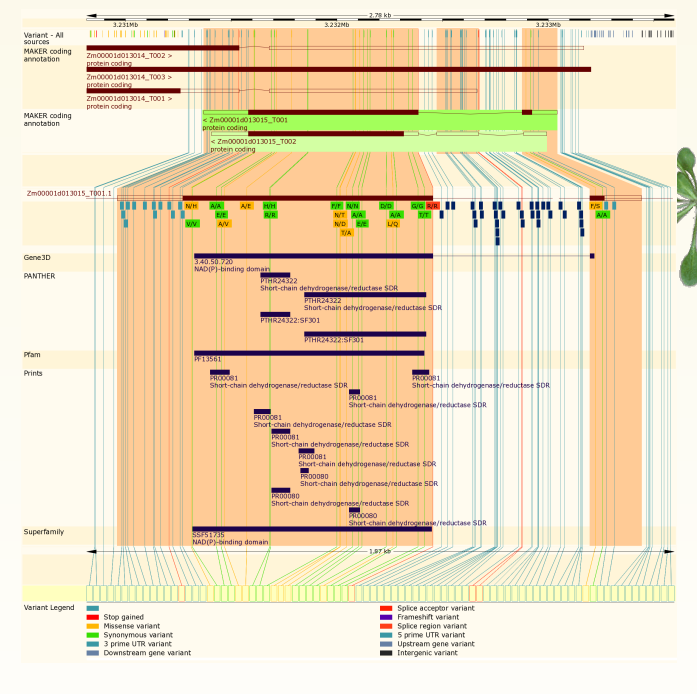 2.78 kb
3.231Mb 3.232Mb 3.233Mb
Variant - All
sources
MAKER coding
annotation
Zm00001d013014_T002 >
protein coding
Zm00001d013014_T003 >
protein coding
Zm00001d013014_T001 >
protein coding
MAKER coding
annotation
< Zm00001d013015_T001
protein coding
< Zm00001d013015_T002
protein coding
Zm00001d013015_T001.1
N/H A/A A/E H/H F/F N/N D/D G/G R/R F/S
E/E R/R N/T A/A A/A T/T A/A
V/V A/V N/D E/E L/Q
T/A
Gene3D
3.40.50.720
NAD(P)-binding domain
PANTHER
PTHR24322
Short-chain dehydrogenase/reductase SDR
PTHR24322
Short-chain dehydrogenase/reductase SDR
PTHR24322:SF301
PTHR24322:SF301
Pfam
PF13561
Prints
PR00081 PR00081
Short-chain dehydrogenase/reductase SDR Short-chain dehydrogenase/reductase SDR
PR00081
Short-chain dehydrogenase/reductase SDR
PR00081
Short-chain dehydrogenase/reductase SDR
PR00081
Short-chain dehydrogenase/reductase SDR
PR00081
Short-chain dehydrogenase/reductase SDR
PR00080
Short-chain dehydrogenase/reductase SDR
PR00080
Short-chain dehydrogenase/reductase SDR
PR00080
Short-chain dehydrogenase/reductase SDR
Superfamily
SSF51735
NAD(P)-binding domain
1.87 kb
Variant Legend
Splice acceptor variant
Stop gained Frameshift variant
Missense variant Splice region variant
Synonymous variant 5 prime UTR variant
3 prime UTR variant Upstream gene variant
Downstream gene variant Intergenic variant